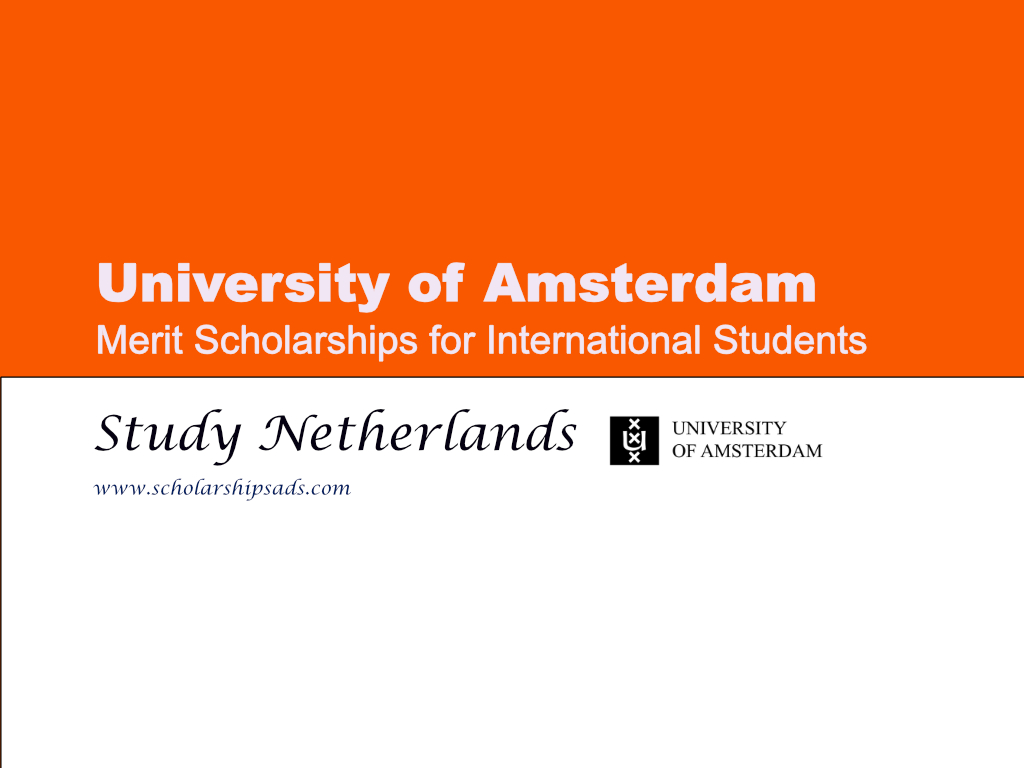 University of Amsterdam
Merit Scholarships for International Students
Study Netherlands
UNIVERSITY
OF AMSTERDAM
www.scholarshipsads.com